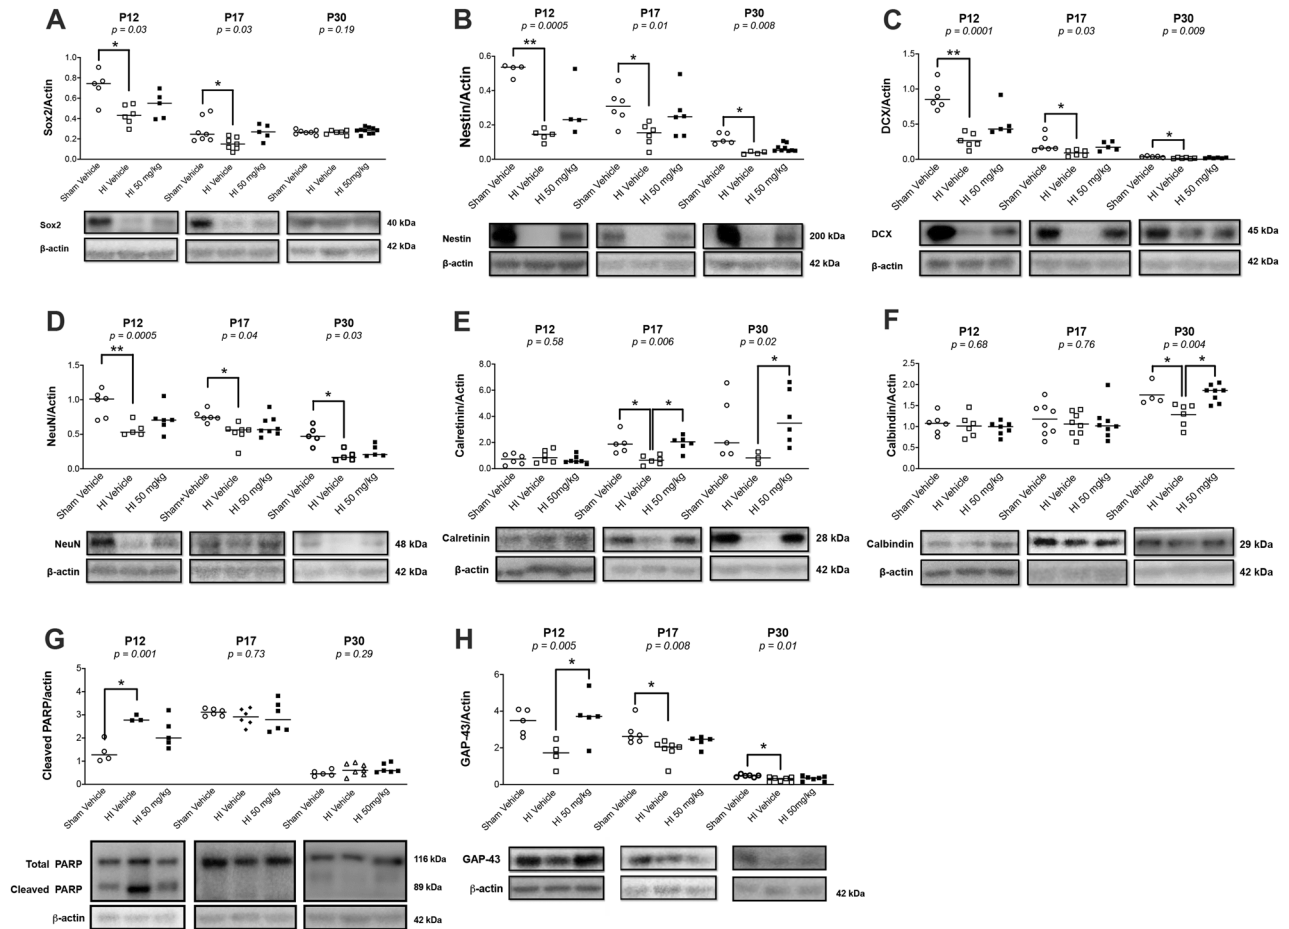 A
P12
P17
P30
p = 0.03
p = 0.03
p = 0.19
*
*
Sox2/Actin
1.0
0.8
0.6
0.4
0.2
0.0
Sham Vehicle
HI Vehicle
HI 50 mg/kg
Sham Vehicle
HI Vehicle
HI 50 mg/kg
Sham Vehicle
HI Vehicle
HI 50mg/kg
Sox2
40 kDa
β-actin
42 kDa
B
P12
P17
P30
p = 0.0005
p = 0.01
p = 0.008
**
*
*
Nestin/Actin
0.6
0.4
0.2
0.0
Sham Vehicle
HI Vehicle
HI 50 mg/kg
Sham Vehicle
HI Vehicle
HI 50 mg/kg
Sham Vehicle
HI Vehicle
HI 50 mg/kg
Nestin
200 kDa
β-actin
42 kDa
C
P12
P17
P30
p = 0.0001
p = 0.03
p = 0.009
**
*
*
DCX/Actin
1.5
1.0
0.5
0.0
Sham Vehicle
HI Vehicle
HI 50 mg/kg
Sham Vehicle
HI Vehicle
HI 50 mg/kg
Sham Vehicle
HI Vehicle
HI 50 mg/kg
DCX
45 kDa
β-actin
42 kDa
D
P12
P17
P30
p = 0.0005
p = 0.04
p = 0.03
**
*
*
NeuN/Actin
1.5
1.0
0.5
0.0
Sham Vehicle
HI Vehicle
HI 50 mg/kg
Sham+Vehicle
HI Vehicle
HI 50 mg/kg
Sham Vehicle
HI Vehicle
HI 50 mg/kg
NeuN
48 kDa
β-actin
42 kDa
E
P12
P17
P30
p = 0.58
p = 0.006
p = 0.02
*
*
*
Calretinin/Actin
8.0
6.0
4.0
2.0
0.0
Sham Vehicle
HI Vehicle
HI 50mg/kg
Sham Vehicle
HI Vehicle
HI 50 mg/kg
Sham Vehicle
HI Vehicle
HI 50 mg/kg
Calretinin
28 kDa
β-actin
42 kDa
F
P12
P17
P30
p = 0.68
p = 0.76
p = 0.004
*
*
Calbindin/Actin
2.5
2.0
1.5
1.0
0.5
0.0
Sham Vehicle
HI Vehicle
HI 50 mg/kg
Sham Vehicle
HI Vehicle
HI 50 mg/kg
Sham Vehicle
HI Vehicle
HI 50 mg/kg
Calbindin
29 kDa
β-actin
42 kDa
G
P12
P17
P30
p = 0.001
p = 0.73
p = 0.29
*
Cleaved PARP/actin
5
4
3
2
1
0
Sham Vehicle
HI Vehicle
HI 50 mg/kg
Sham Vehicle
HI Vehicle
HI 50 mg/kg
Sham Vehicle
HI Vehicle
HI 50mg/kg
Total PARP
116 kDa
Cleaved PARP
89 kDa
β-actin
42 kDa
H
P12
P17
P30
p = 0.005
p = 0.008
p = 0.01
*
*
*
GAP-43/Actin
6
4
2
0
Sham Vehicle
HI Vehicle
HI 50 mg/kg
Sham Vehicle
HI Vehicle
HI 50 mg/kg
Sham Vehicle
HI Vehicle
HI 50mg/kg
GAP-43
β-actin
42 kDa